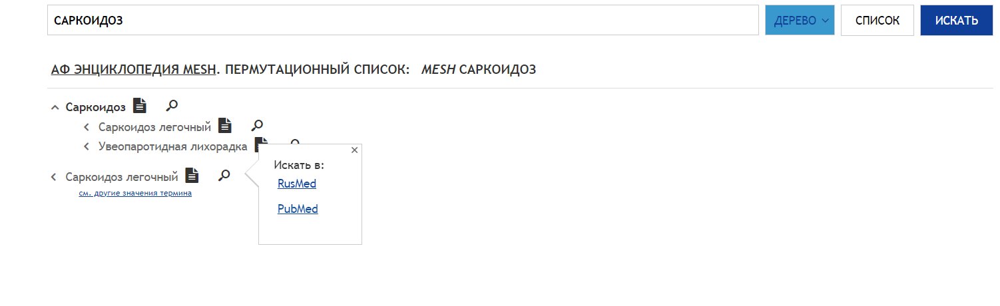 САРКОИДОЗ ДЕРЕВО СПИСОК ИСКАТЬ
АФ ЭНЦИКЛОПЕДИЯ MESH. ПЕРМУТАЦИОННЫЙ СПИСОК: MESH САРКОИДОЗ
Саркоидоз
Саркоидоз легочный
Увеопаротидная лихорадка
Саркоидоз легочный
см. другие значения термина
Искать в:
RusMed
PubMed